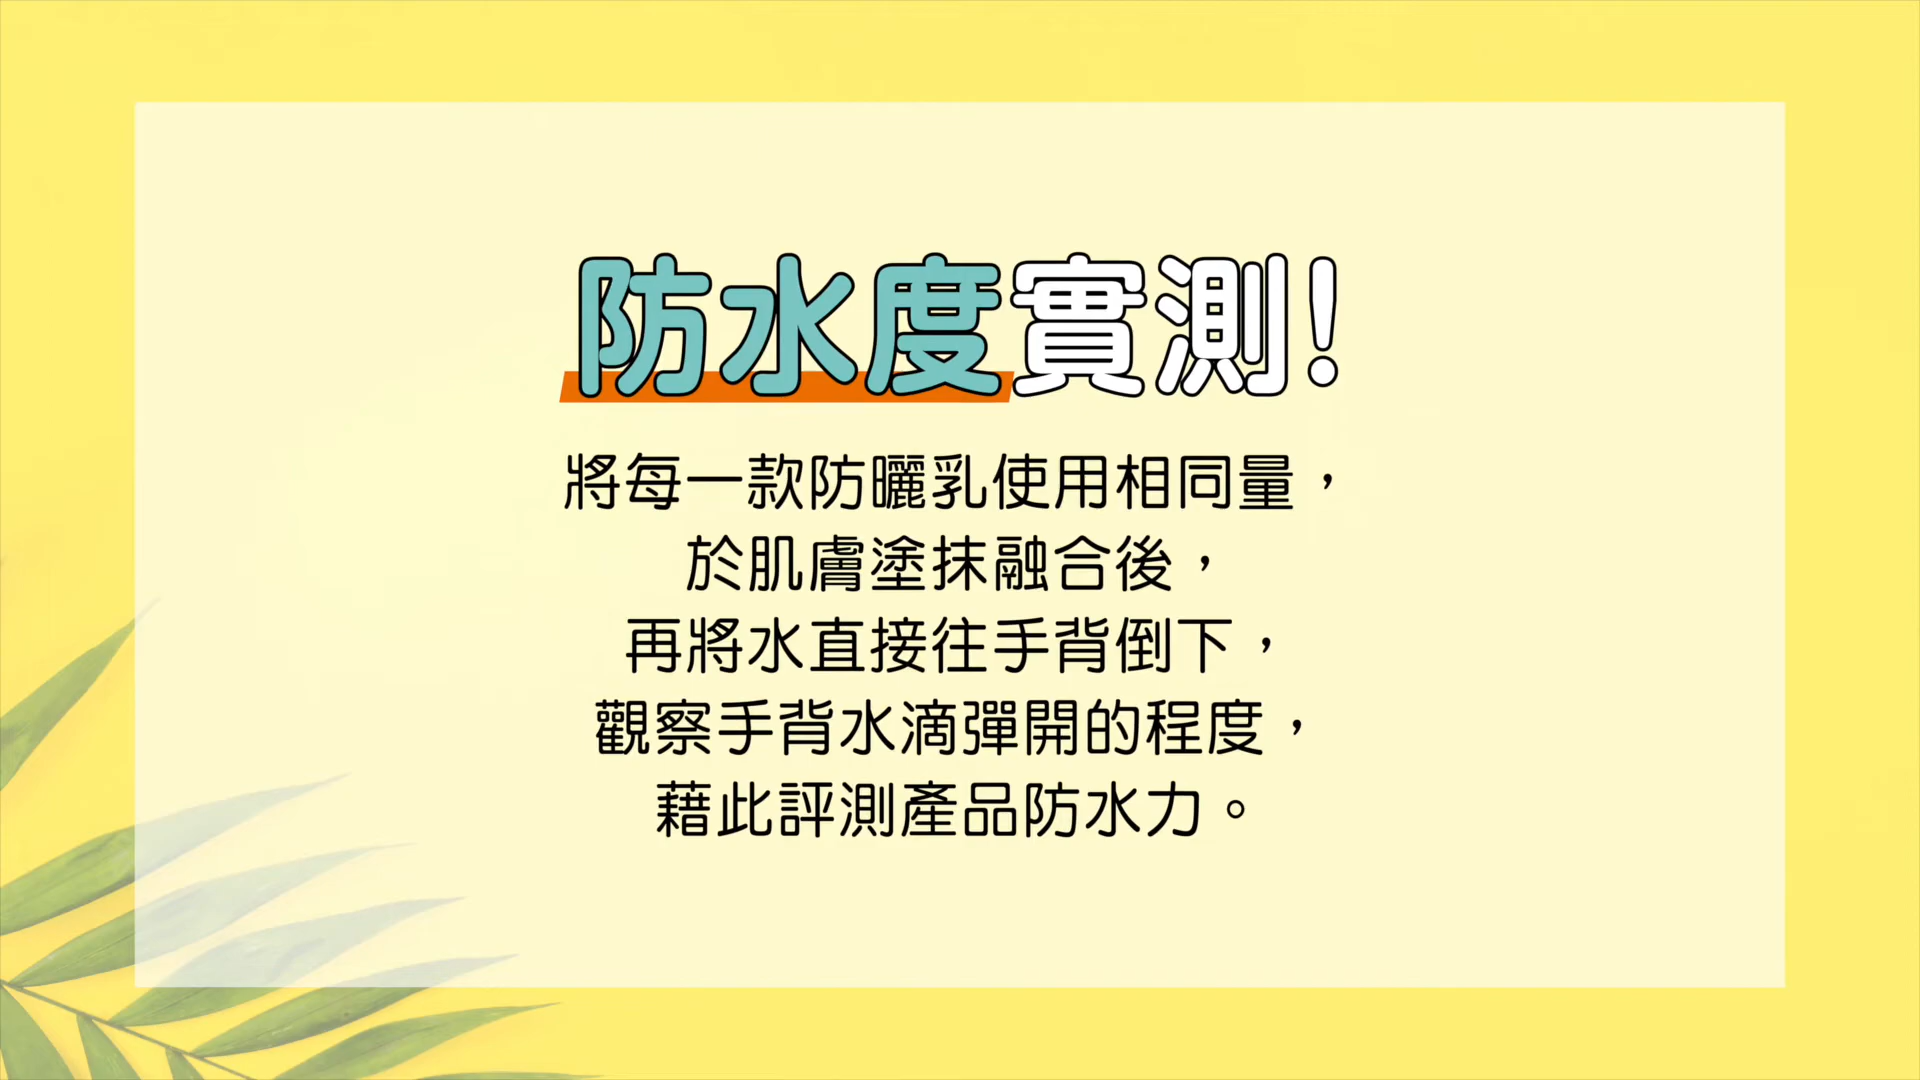 防水度實測!
將每一款防曬乳使用相同量，
於肌膚塗抹融合後，
再將水直接往手背倒下，
觀察手背水滴彈開的程度，
藉此評測產品防水力。